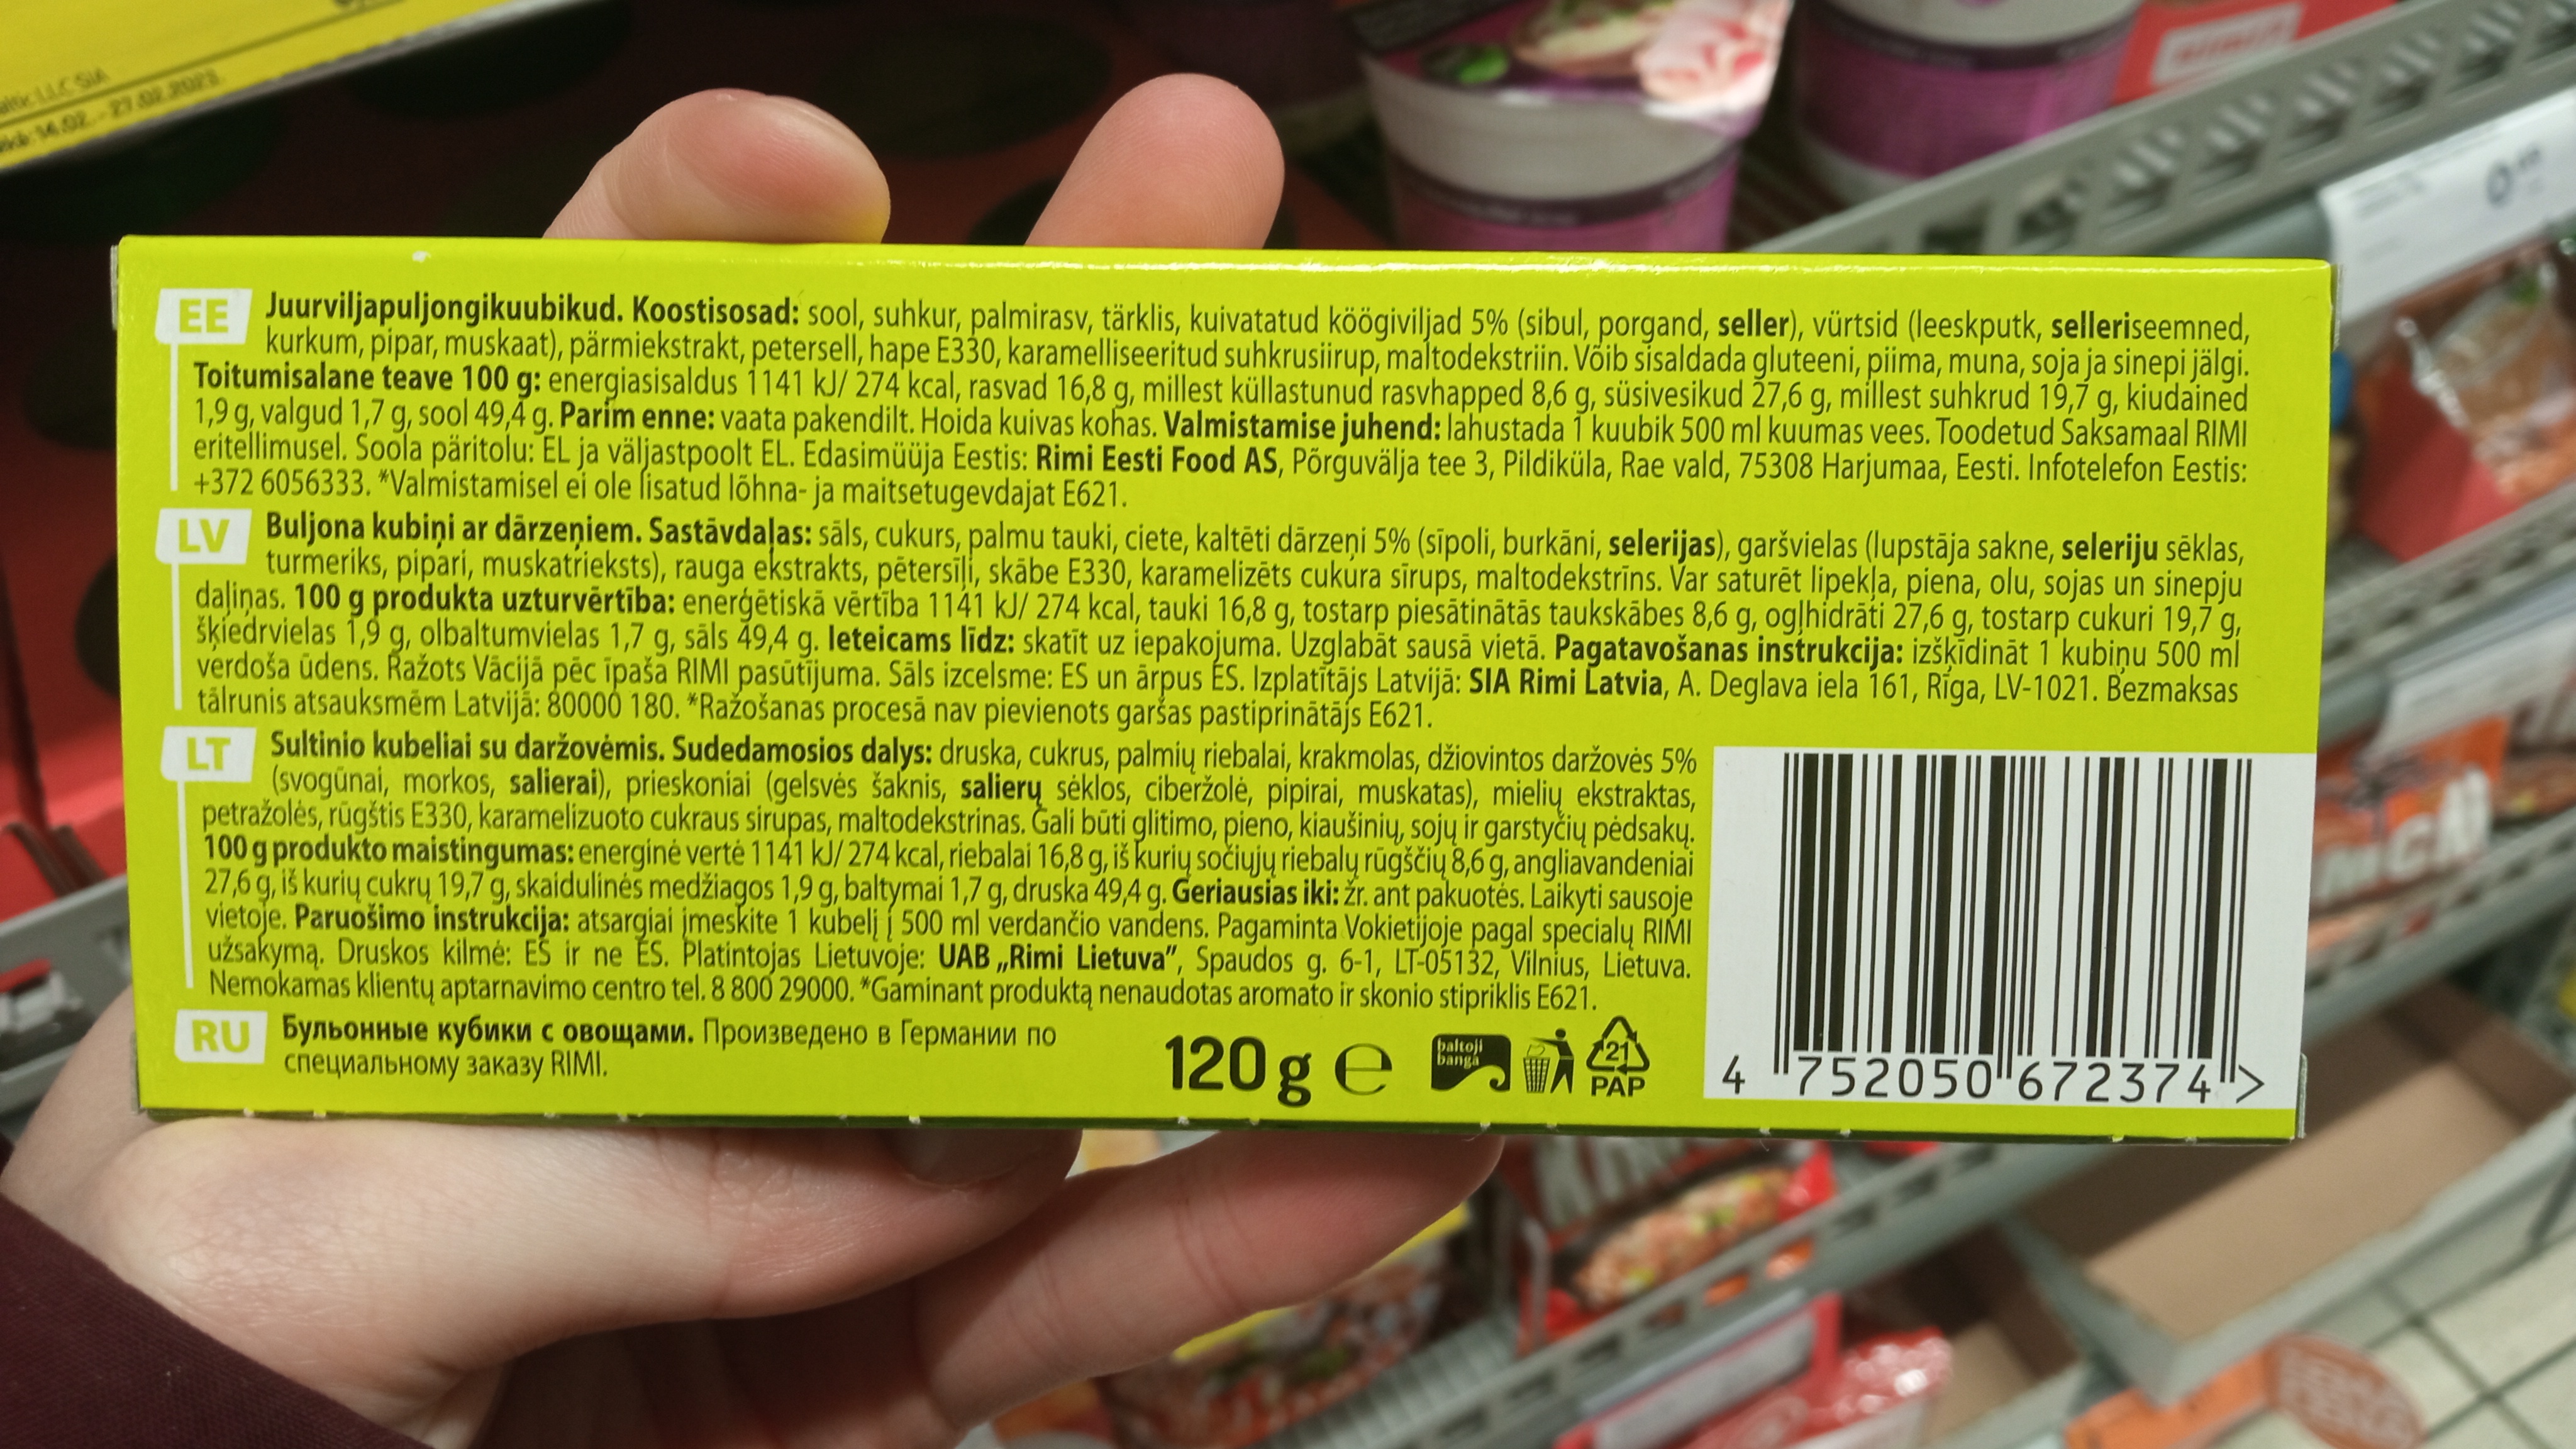 EE Juurviljapuljongikuubikud. Koostisosad: sool, suhkur, palmirasv, tärklis, kuivatatud köögiviljad 5% (sibul, porgand, seller), vürtsid (leeskputk, selleriseemned,
kurkum, pipar, muskaat), pärmiekstrakt, petersell, hape E330, karamelliseeritud suhkrusiirup, maltodekstriin. Võib sisaldada gluteeni, piima, muna, soja ja sinepi jälgi.
Toitumisalane teave 100 g: energiasisaldus 1141 kJ/ 274 kcal, rasvad 16,8 g, millest küllastunud rasvhapped 8,6 g, süsivesikud 27,6 g, millest suhkrud 19,7 g, kiudained
1,9 g, valgud 1,7 g, sool 49,4 g. Parim enne: vaata pakendilt. Hoida kuivas kohas. Valmistamise juhend: lahustada 1 kuubik 500 ml kuumas vees. Toodetud Saksamaal RIMI
eritellimusel. Soola päritolu: EL ja väljastpoolt EL. Edasimüüja Eestis: Rimi Eesti Food AS, Põrguvälja tee 3, Pildiküla, Rae vald, 75308 Harjumaa, Eesti. Infotelefon Eestis:
+372 6056333. *Valmistamisel ei ole lisatud lõhna- ja maitsetugevdajat E621.
LV Buljona kubiņi ar dārzeņiem. Sastāvdaļas: sāls, cukurs, palmu tauki, ciete, kaltēti dārzeņi 5% (sīpoli, burkāni, selerijas), garšvielas (lupstāja sakne, seleriju sēklas,
turmeriks, pipari, muskatrieksts), rauga ekstrakts, pētersīļi, skābe E330, karamelizēts cukura sīrups, maltodekstrīns. Var saturēt lipekļa, piena, olu, sojas un sinepju
daļiņas. 100 g produkta uzturvērtība: enerģētiskā vērtība 1141 kJ/ 274 kcal, tauki 16,8 g, tostarp piesātinātās taukskābes 8,6 g, ogļhidrāti 27,6 g, tostarp cukuri 19,7 g,
šķiedrvielas 1,9 g, olbaltumvielas 1,7 g, sāls 49,4 g. Ieteicams līdz: skatīt uz iepakojuma. Uzglabāt sausā vietā. Pagatavošanas instrukcija: izšķīdināt 1 kubiņu 500 ml
verdoša ūdens. Ražots Vācijā pēc īpaša RIMI pasūtījuma. Sāls izcelsme: ES un ārpus ES. Izplatītājs Latvijā: SIA Rimi Latvia, A. Deglava iela 161, Rīga, LV-1021. Bezmaksas
tālrunis atsauksmēm Latvijā: 80000 180. *Ražošanas procesā nav pievienots garšas pastiprinātājs E621.
LT Sultinio kubeliai su daržovėmis. Sudedamosios dalys: druska, cukrus, palmių riebalai, krakmolas, džiovintos daržovės 5%
(svogūnai, morkos, salierai), prieskoniai (gelsvės šaknis, salierų sėklos, ciberžolė, pipirai, muskatas), mielių ekstraktas,
petražolės, rūgštis E330, karamelizuoto cukraus sirupas, maltodekstrinas. Gali būti glitimo, pieno, kiaušinių, sojų ir garstyčių pėdsakų.
100 g produkto maistingumas: energinė vertė 1141 kJ/ 274 kcal, riebalai 16,8 g, iš kurių sočiųjų riebalų rūgščių 8,6 g, angliavandeniai
27,6 g, iš kurių cukrų 19,7 g, skaidulinės medžiagos 1,9 g, baltymai 1,7 g, druska 49,4 g. Geriausias iki: žr. ant pakuotės. Laikyti sausoje
vietoje. Paruošimo instrukcija: atsargiai įmeskite 1 kubelį į 500 ml verdančio vandens. Pagaminta Vokietijoje pagal specialų RIMI
užsakymą. Druskos kilmė: ES ir ne ES. Platintojas Lietuvoje: UAB „Rimi Lietuva", Spaudos g. 6-1, LT-05132, Vilnius, Lietuva.
Nemokamas klientų aptarnavimo centro tel. 8 800 29000. *Gaminant produktą nenaudotas aromato ir skonio stipriklis E621.
RU Бульонные кубики с овощами. Произведено в Германии по
специальному заказу RIMI.
120 g e
baltoji
banga
21
PAP
4 752050 672374 >
LLC SIA
14.02. - 27.02.2023